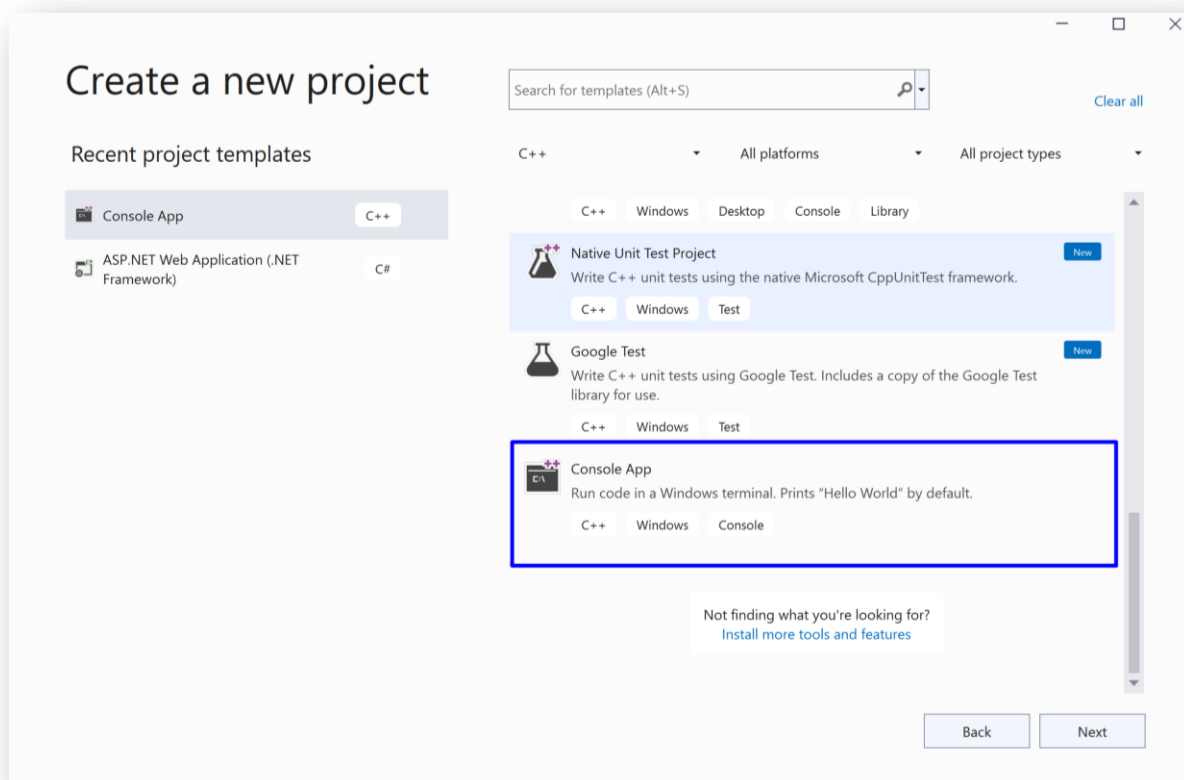 Create a new project
Search for templates (Alt+S)
Clear all
Recent project templates
C++
All platforms
All project types
Console App
C++
ASP.NET Web Application (.NET
Framework)
C#
C++ Windows Desktop Console Library
Native Unit Test Project
New
Write C++ unit tests using the native Microsoft CppUnitTest framework.
C++ Windows Test
Google Test
New
Write C++ unit tests using Google Test. Includes a copy of the Google Test
library for use.
C++ Windows Test
Console App
Run code in a Windows terminal. Prints "Hello World" by default.
C++ Windows Console
Not finding what you're looking for?
Install more tools and features
Back
Next